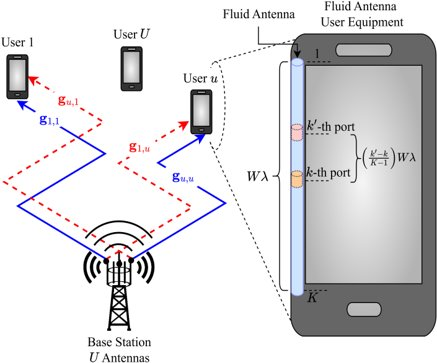 Fluid Antenna
User Equipment
Fluid Antenna
1
User 1
User U
User u
g_{u,1}
g_{1,1}
g_{1,u}
g_{u,u}
k′-th port
k-th port
(\frac{k′−k}{K−1})Wλ
Wλ
K
Base Station
U Antennas